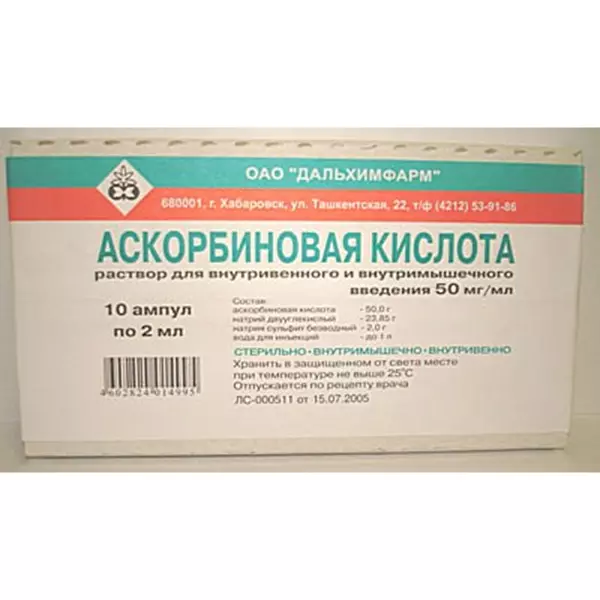 ОАО "ДАЛЬХИМФАРМ"
680001, г. Хабаровск, ул. Ташкентская, 22, т/ф (4212) 53-91-86
АСКОРБИНОВАЯ КИСЛОТА
раствор для внутривенного и внутримышечного
введения 50 мг/мл
10 ампул
по 2 мл
Состав:
аскорбиновая кислота - 50,0 г
натрий двууглекислый - 23,85 г
натрия сульфит безводный - 2,0 г
вода для инъекций - до 1 л
СТЕРИЛЬНО · ВНУТРИМЫШЕЧНО · ВНУТРИВЕННО
Хранить в защищенном от света месте
при температуре не выше 25°С
Отпускается по рецепту врача
ЛС-000511 от 15.07.2005
4602824014995